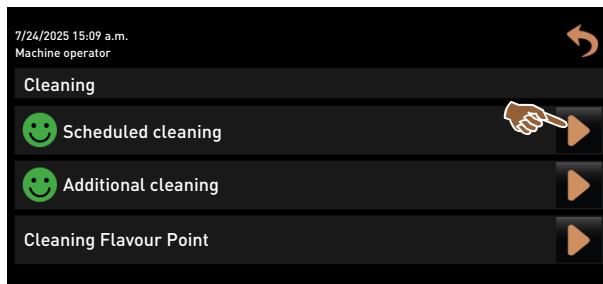 7/24/2025 15:09 a.m.
Machine operator
Cleaning
Scheduled cleaning
Additional cleaning
Cleaning Flavour Point